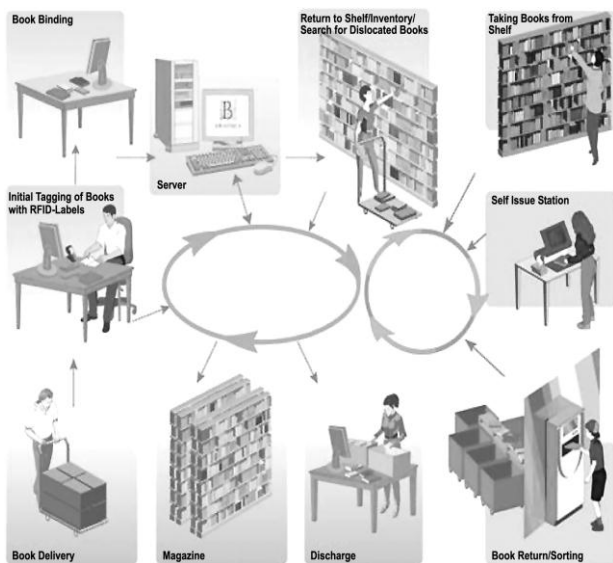 Book Binding
Return to Shelf/Inventory/
Search for Dislocated Books
Taking Books from
Shelf
B
Server
Initial Tagging of Books
with RFID-Labels
Self Issue Station
Book Delivery
Magazine
Discharge
Book Return/Sorting